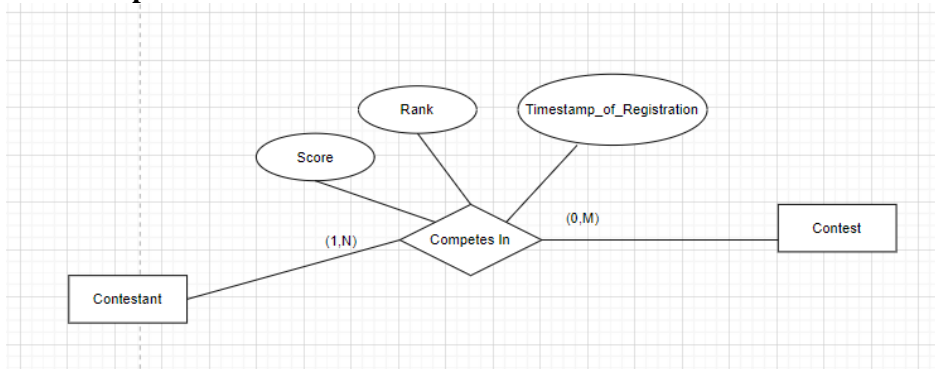 Rank
Timestamp_of_Registration
Score
(0,M)
Contest
(1,N)
Competes In
Contestant